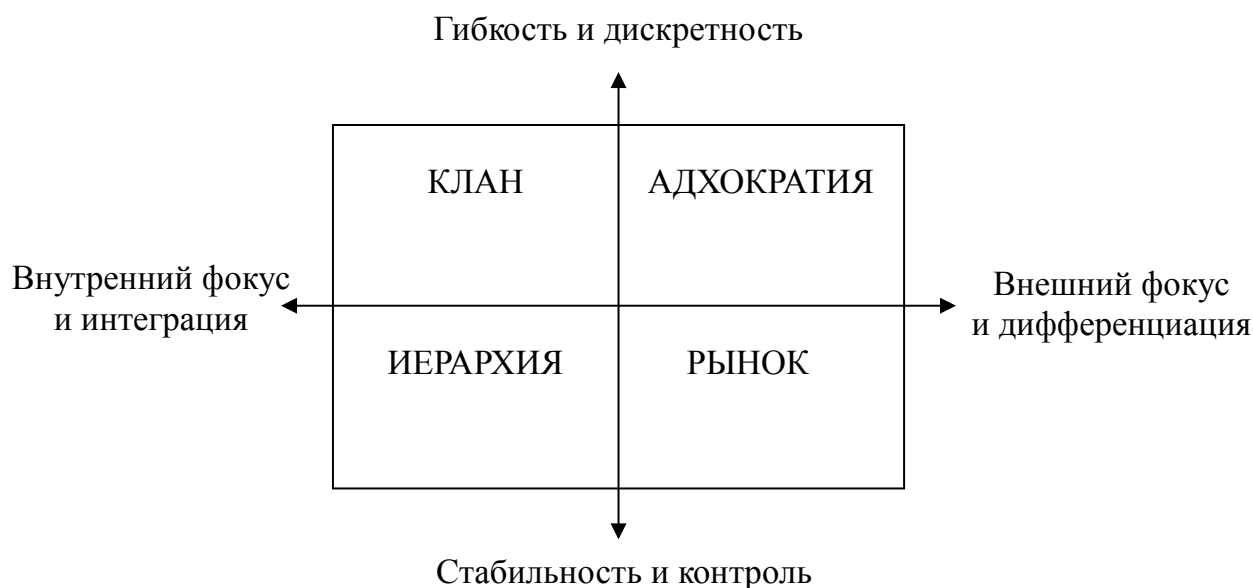 Гибкость и дискретность
КЛАН
АДХОКРАТИЯ
Внутренний фокус
и интеграция
Внешний фокус
и дифференциация
ИЕРАРХИЯ
РЫНОК
Стабильность и контроль